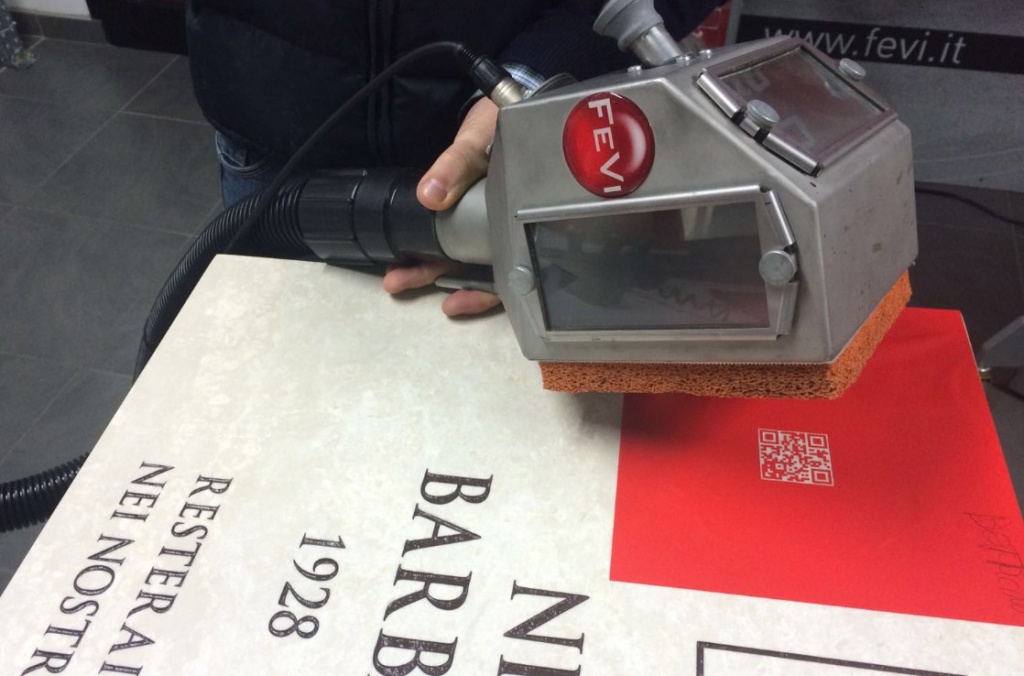 www.fevi.it
FEVI
NI
BARB
1928
RESTERAI
NEI NOSTR